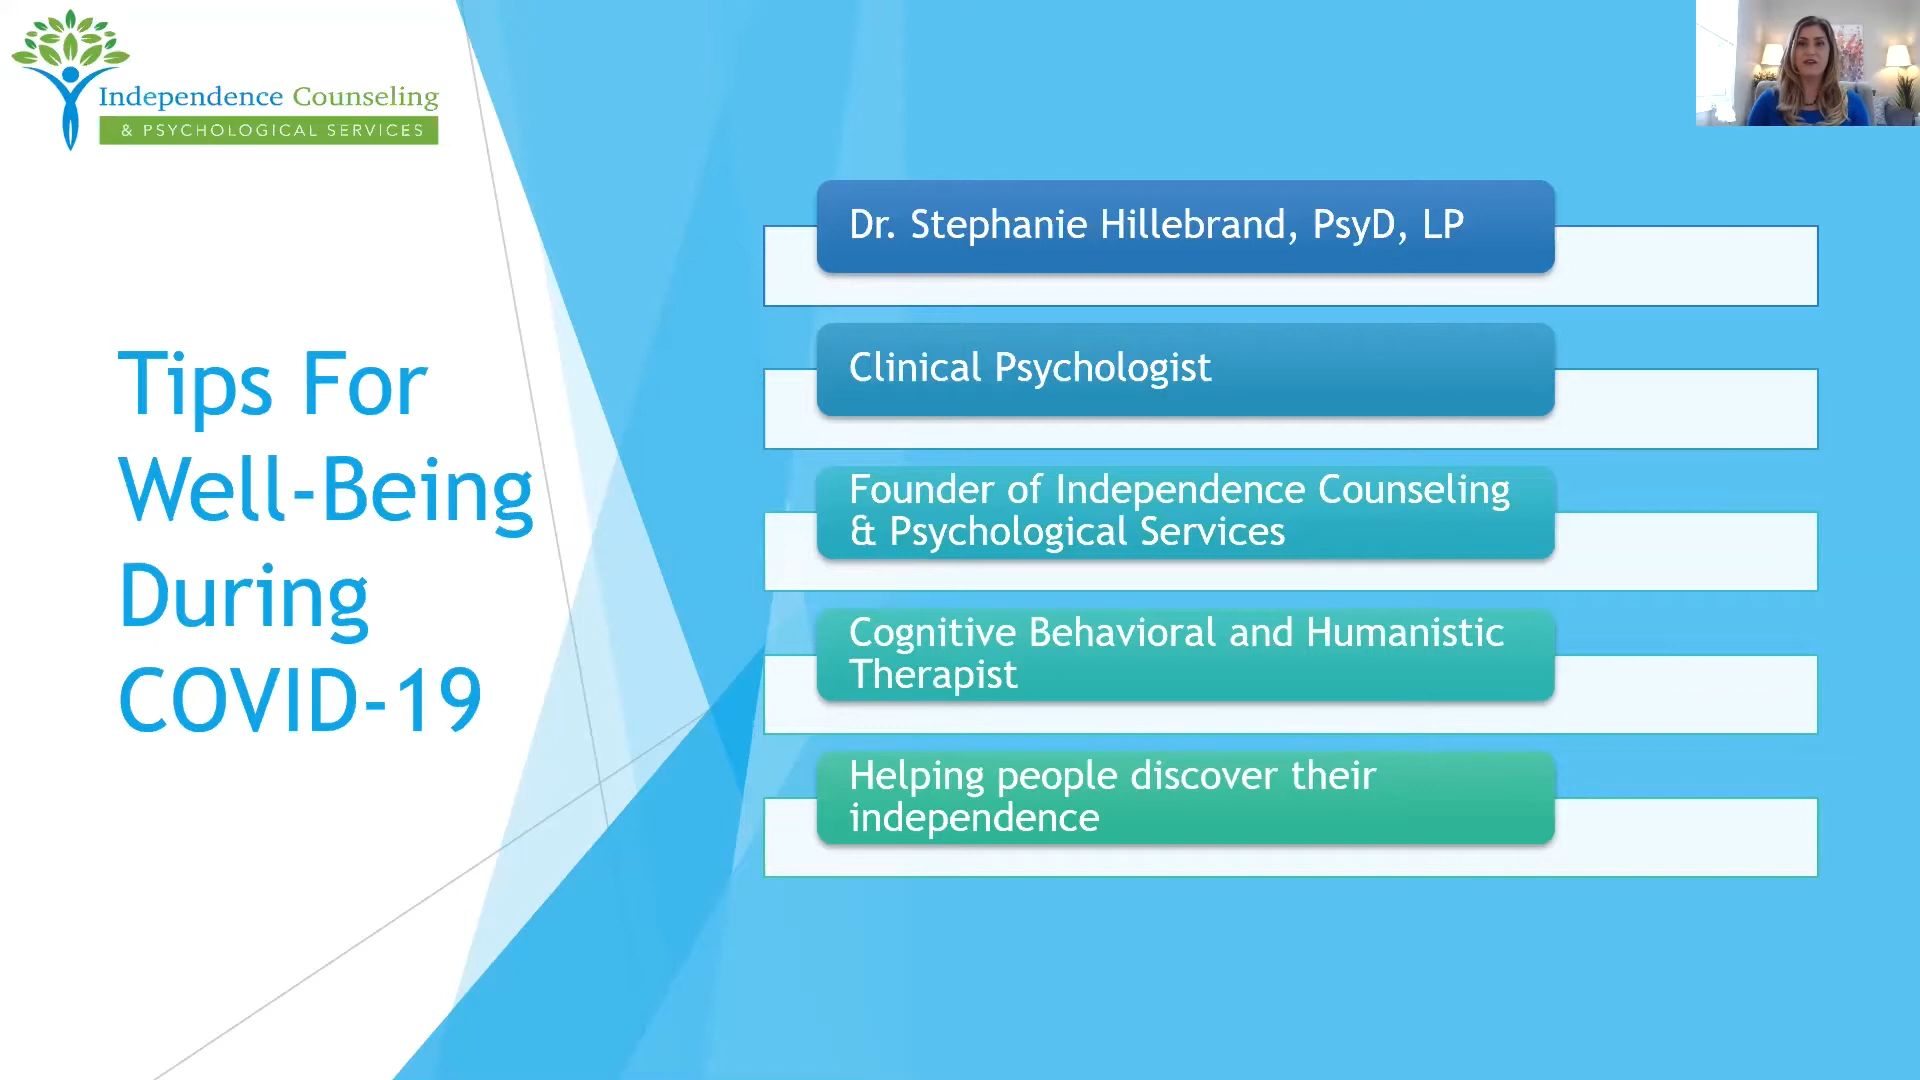 Independence Counseling
& PSYCHOLOGICAL SERVICES
Tips For
Well-Being
During
COVID-19
Dr. Stephanie Hillebrand, PsyD, LP
Clinical Psychologist
Founder of Independence Counseling
& Psychological Services
Cognitive Behavioral and Humanistic
Therapist
Helping people discover their
independence